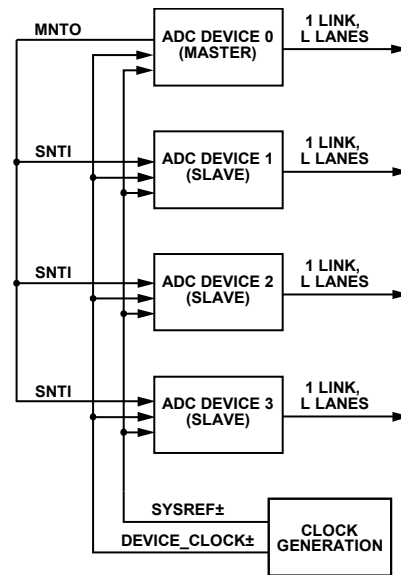 MNTO
ADC DEVICE 0
(MASTER)
1 LINK,
L LANES
SNTI
ADC DEVICE 1
(SLAVE)
1 LINK,
L LANES
SNTI
ADC DEVICE 2
(SLAVE)
1 LINK,
L LANES
SNTI
ADC DEVICE 3
(SLAVE)
1 LINK,
L LANES
SYSREF±
DEVICE_CLOCK±
CLOCK
GENERATION